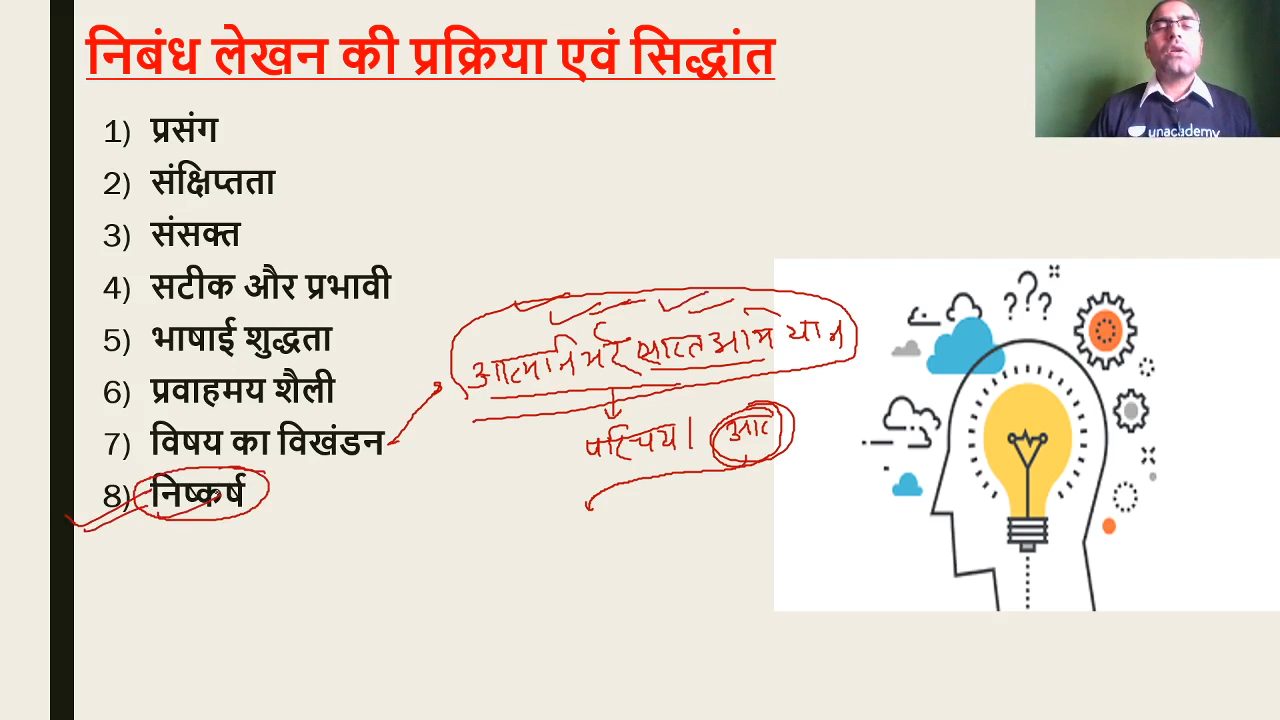 निबंध लेखन की प्रक्रिया एवं सिद्धांत
unacademy
1) प्रसंग
2) संक्षिप्तता
3) संसक्त
4) सटीक और प्रभावी
5) भाषाई शुद्धता
6) प्रवाहमय शैली
7) विषय का विखंडन
8) निष्कर्ष
???
आत्मनिर्भर भारत अभियान
परिचय।